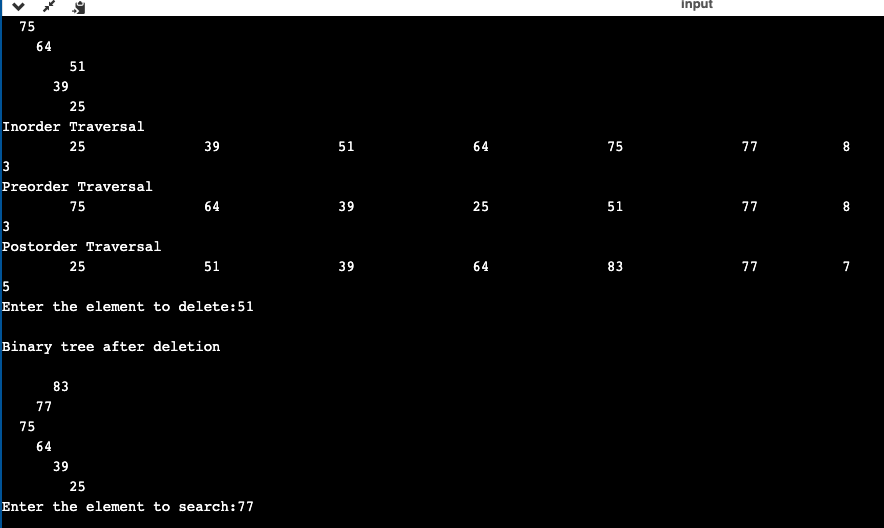 input
75
64
51
39
25
Inorder Traversal
25 39 51 64 75 77 8
3
Preorder Traversal
75 64 39 25 51 77 8
3
Postorder Traversal
25 51 39 64 83 77 7
5
Enter the element to delete:51
Binary tree after deletion
83
77
75
64
39
25
Enter the element to search:77